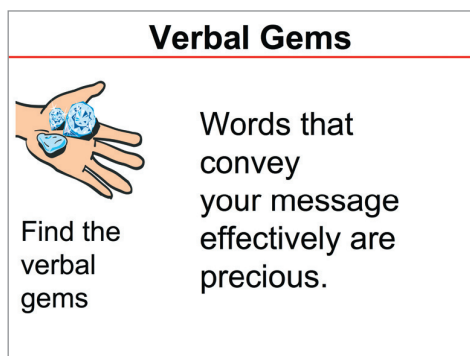 Verbal Gems
Words that
convey
your message
effectively are
precious.
Find the
verbal
gems